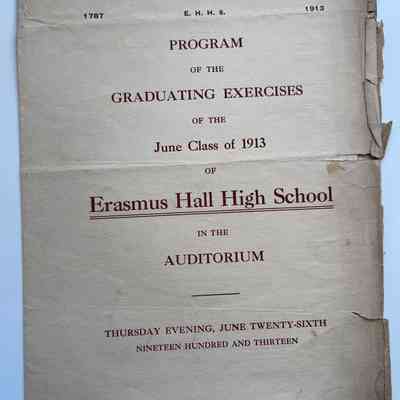 1787 E. H. H. S. 1913
PROGRAM
OF THE
GRADUATING EXERCISES
OF THE
June Class of 1913
OF
Erasmus Hall High School
IN THE
AUDITORIUM
THURSDAY EVENING, JUNE TWENTY-SIXTH
NINETEEN HUNDRED AND THIRTEEN